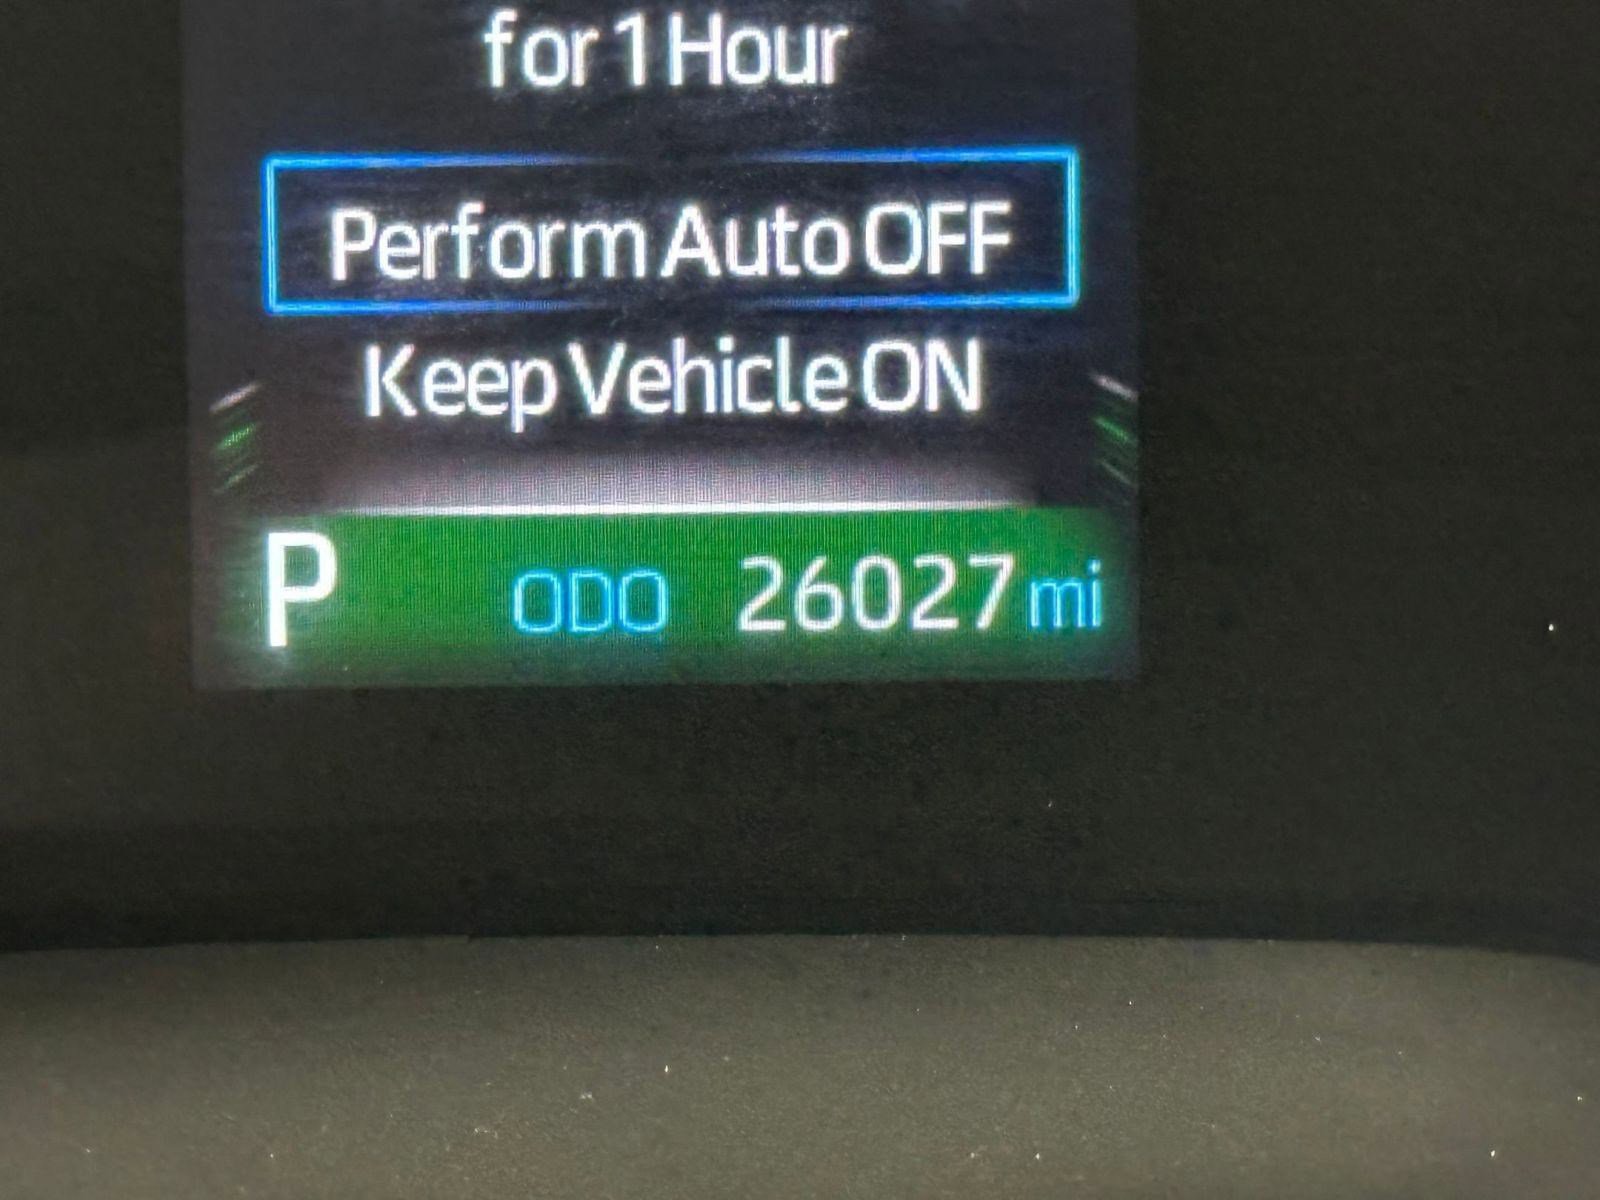 for 1 Hour
Perform Auto OFF
Keep Vehicle ON
P ODO 26027 mi